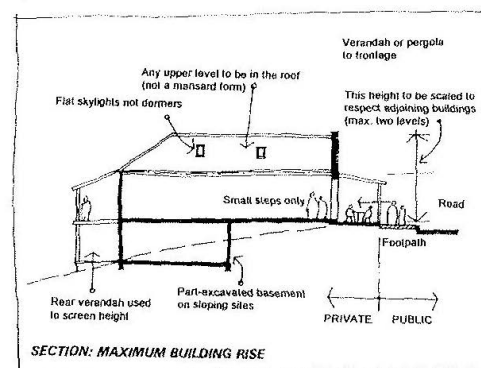 Verandah or pergola
to frontage
Any upper level to be in the roof
(not a mansard form)
Flat skylights not dormers
This height to be scaled to
respect adjoining buildings
(max. two levels)
Small steps only
Road
Footpath
Rear verandah used
to screen height
Part-excavated basement
on sloping sites
PRIVATE
PUBLIC
SECTION: MAXIMUM BUILDING RISE